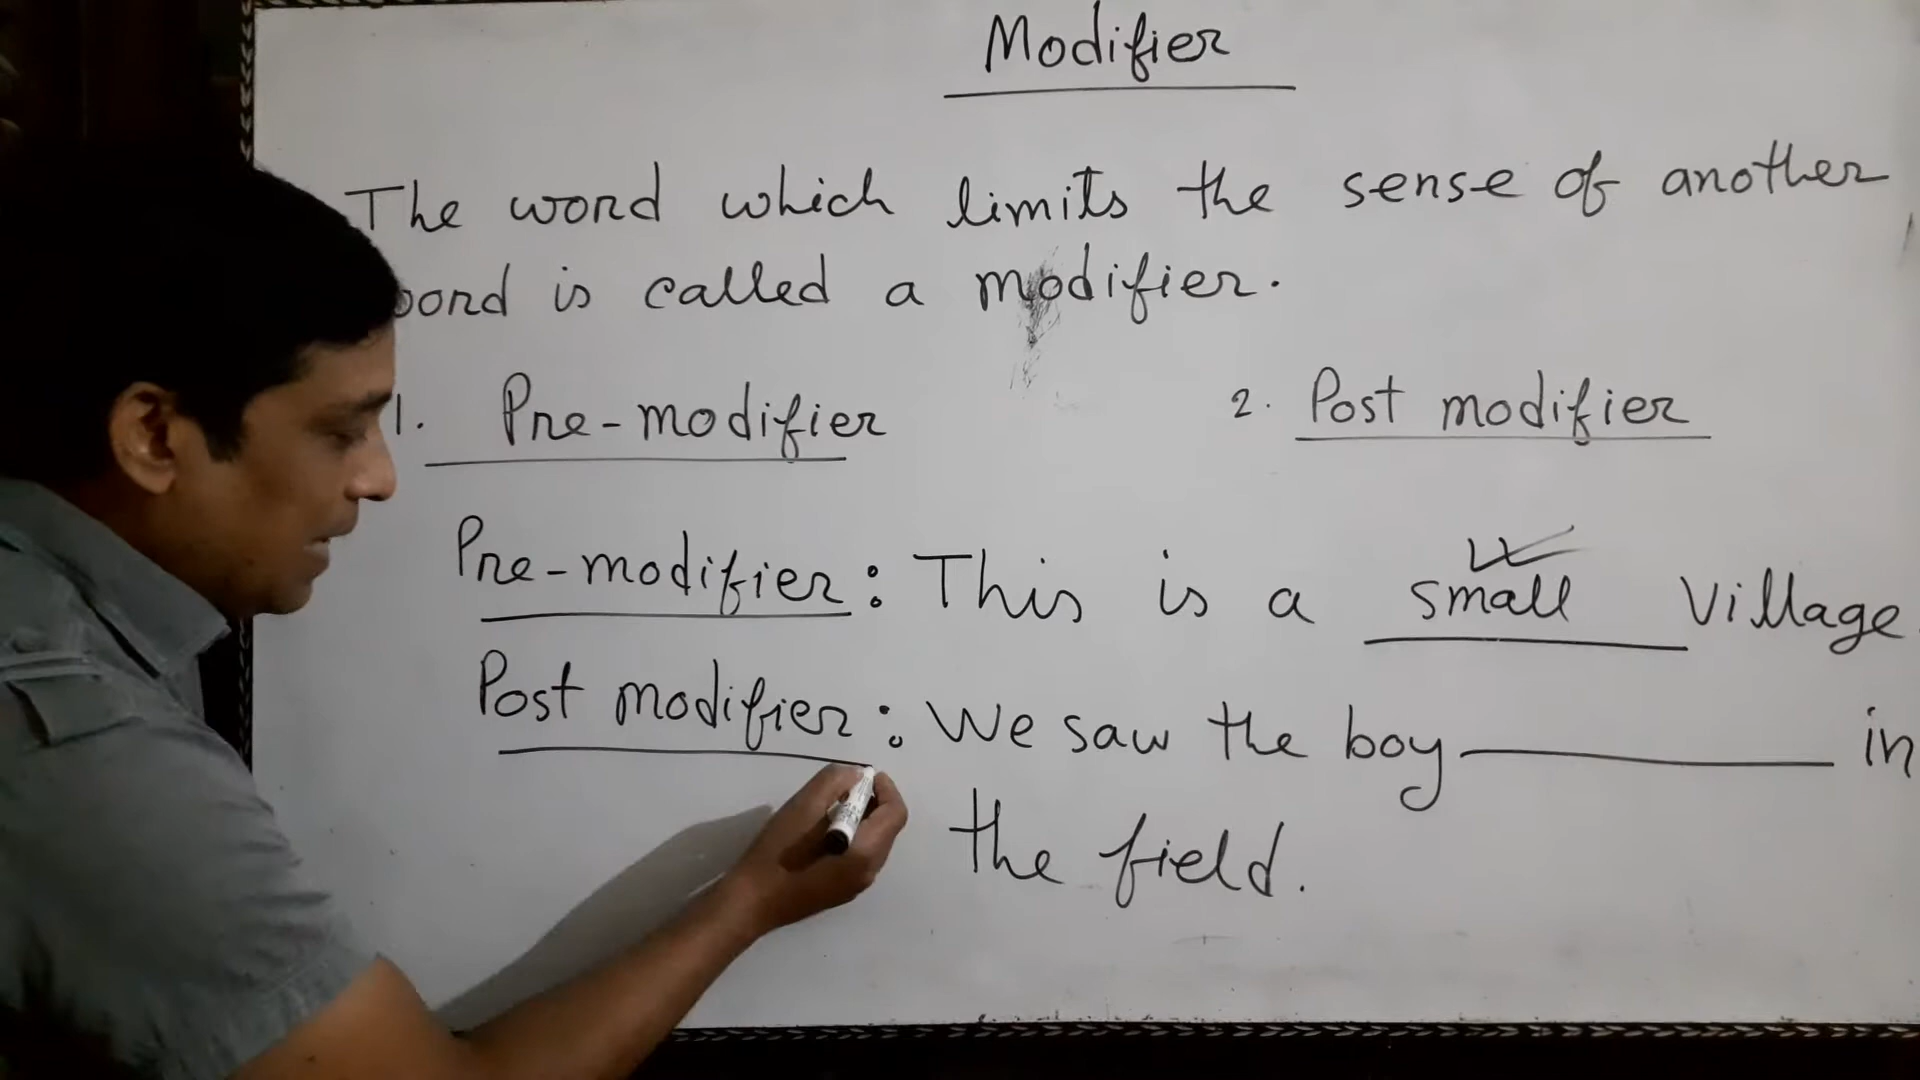 Modifier
The word which limits the sense of another
word is called a modifier.
1. Pre-modifier
2. Post modifier
Pre-modifier: This is a small village.
Post modifier: We saw the boy in
the field.